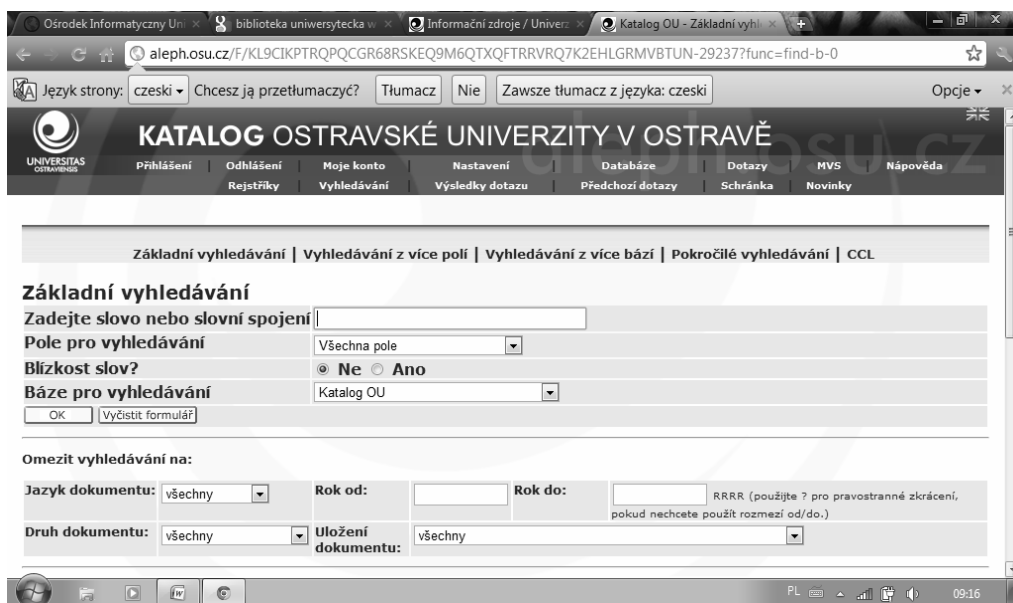 Ośrodek Informatyczny Uni × biblioteka uniwersytecka w × Informační zdroje / Univerz × Katalog OU - Základní vyhl ×
aleph.osu.cz/F/KL9CIKPTRQPQCGR68RSKEQ9M6QTXQFTRRVRQ7K2EHLGRMVBTUN-29237?func=find-b-0
Język strony: czeski Chcesz ją przetłumaczyć? Tłumacz Nie Zawsze tłumacz z języka: czeski Opcje
KATALOG OSTRAVSKÉ UNIVERZITY V OSTRAVĚ
aleph.osu.cz
UNIVERSITAS
OSTRAVIENSIS
Přihlášení | Odhlášení | Moje konto | Nastavení | Databáze | Dotazy | MVS | Nápověda
Rejstříky | Vyhledávání | Výsledky dotazu | Předchozí dotazy | Schránka | Novinky
Základní vyhledávání | Vyhledávání z více polí | Vyhledávání z více bází | Pokročilé vyhledávání | CCL
Základní vyhledávání
Zadejte slovo nebo slovní spojení
Pole pro vyhledávání Všechna pole
Blízkost slov? Ne Ano
Báze pro vyhledávání Katalog OU
OK Vyčistit formulář
Omezit vyhledávání na:
Jazyk dokumentu: všechny Rok od: Rok do: RRRR (použijte ? pro pravostranné zkrácení,
pokud nechcete použít rozmezí od/do.)
Druh dokumentu: všechny Uložení dokumentu: všechny
PL 09:16